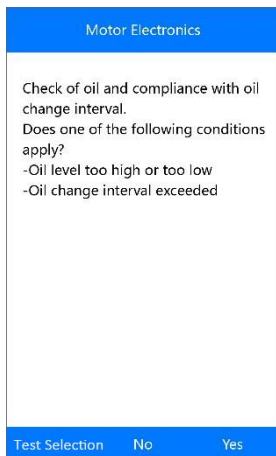 Motor Electronics
Check of oil and compliance with oil
change interval.
Does one of the following conditions
apply?
-Oil level too high or too low
-Oil change interval exceeded
Test Selection No Yes